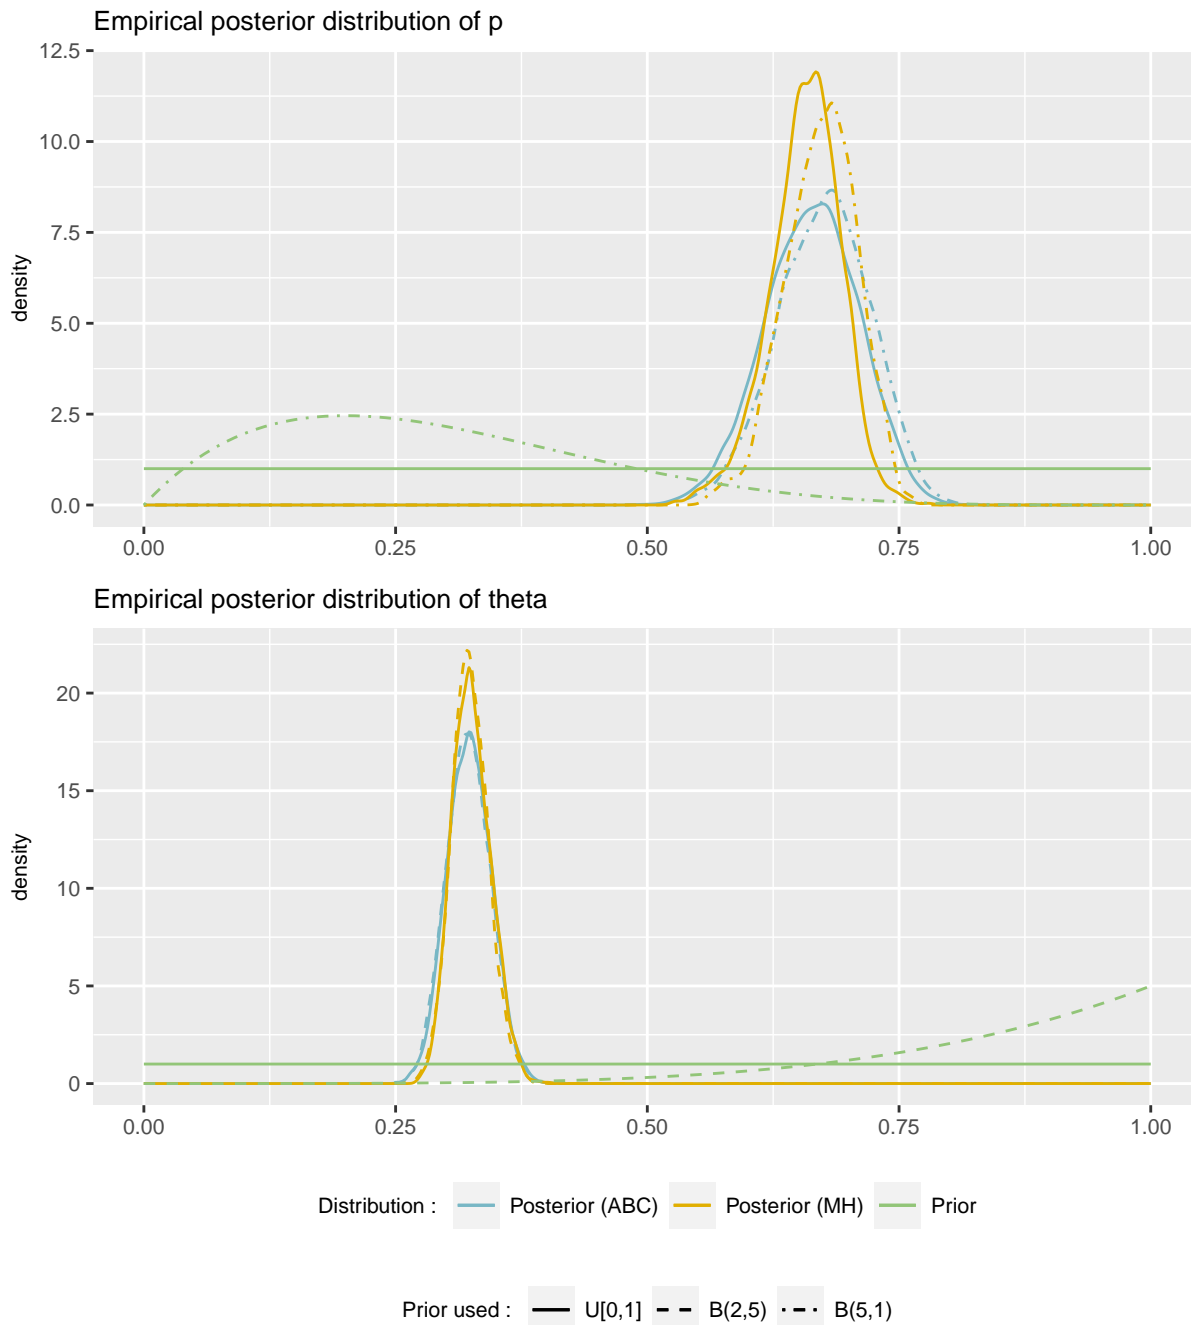 Empirical posterior distribution of p
12.5
10.0
7.5
5.0
2.5
0.0
density
0.00 0.25 0.50 0.75 1.00
Empirical posterior distribution of theta
20
15
10
5
0
density
0.00 0.25 0.50 0.75 1.00
Distribution : Posterior (ABC) Posterior (MH) Prior
Prior used : U[0,1] B(2,5) B(5,1)